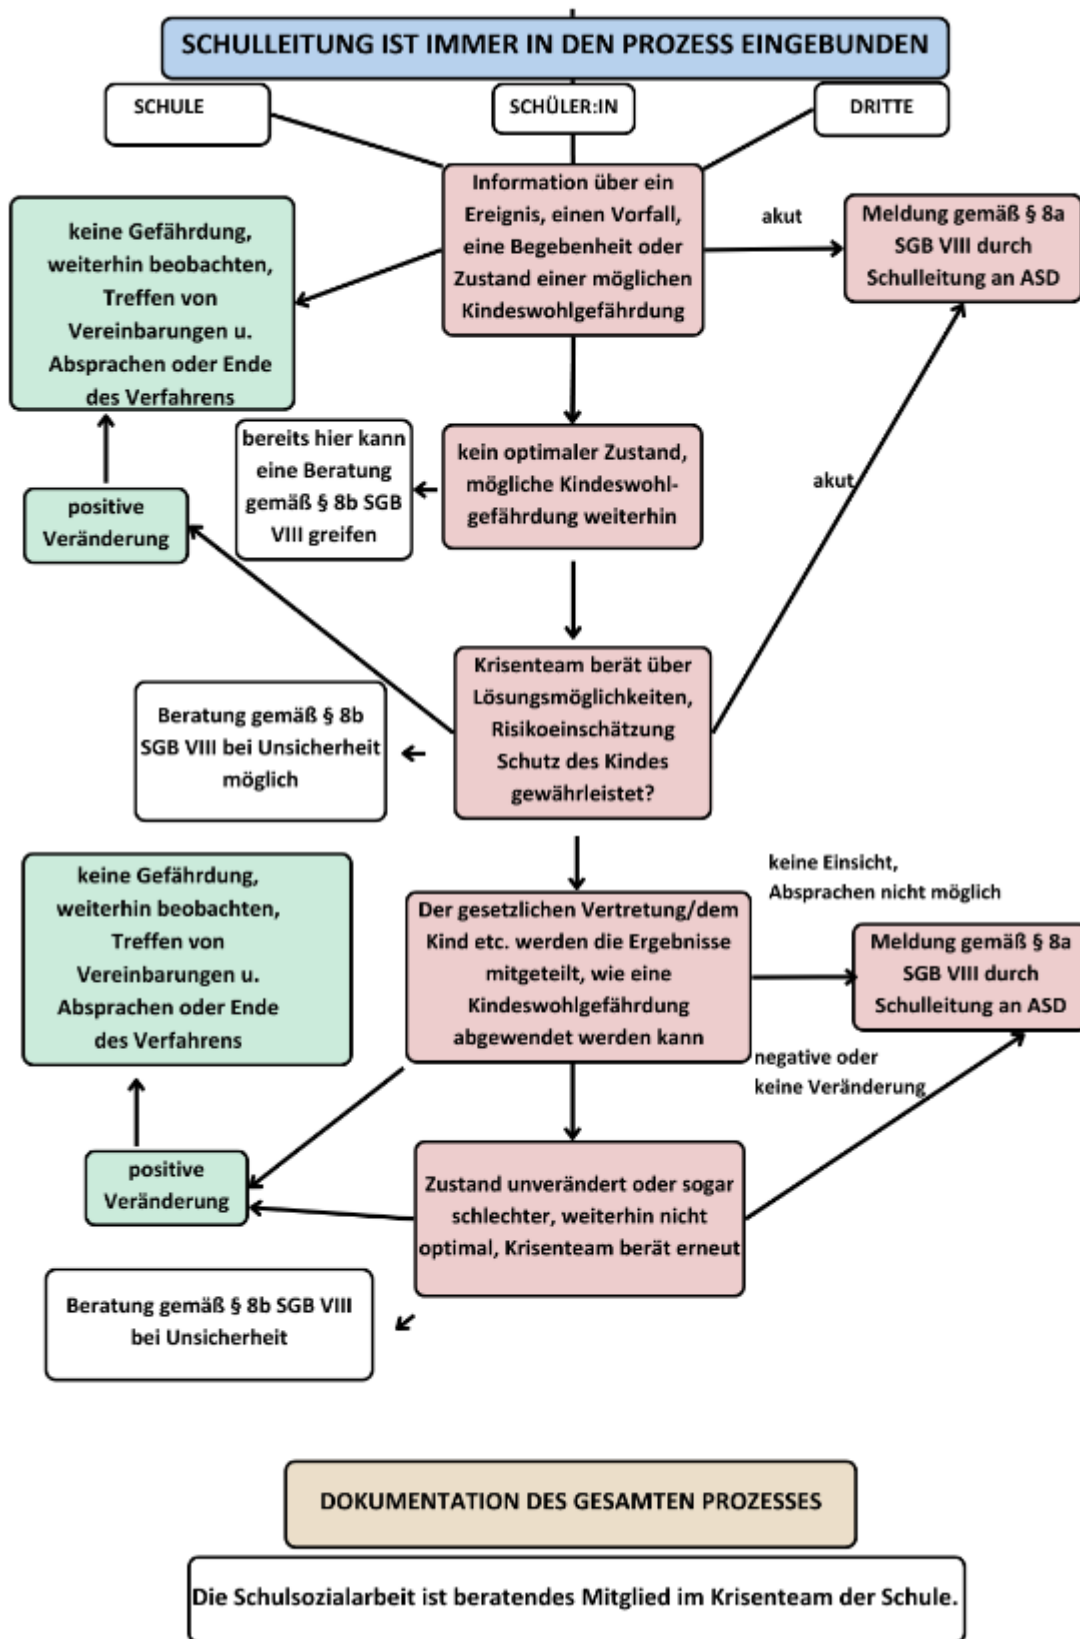 SCHULLEITUNG IST IMMER IN DEN PROZESS EINGEBUNDEN
SCHULE
SCHÜLER:IN
DRITTE
Information über ein
Ereignis, einen Vorfall,
eine Begebenheit oder
Zustand einer möglichen
Kindeswohlgefährdung
akut
Meldung gemäß § 8a
SGB VIII durch
Schulleitung an ASD
keine Gefährdung,
weiterhin beobachten,
Treffen von
Vereinbarungen u.
Absprachen oder Ende
des Verfahrens
bereits hier kann
eine Beratung
gemäß § 8b SGB
VIII greifen
kein optimaler Zustand,
mögliche Kindeswohl-
gefährdung weiterhin
akut
positive
Veränderung
Krisenteam berät über
Lösungsmöglichkeiten,
Risikoeinschätzung
Schutz des Kindes
gewährleistet?
Beratung gemäß § 8b
SGB VIII bei Unsicherheit
möglich
keine Gefährdung,
weiterhin beobachten,
Treffen von
Vereinbarungen u.
Absprachen oder Ende
des Verfahrens
Der gesetzlichen Vertretung/dem
Kind etc. werden die Ergebnisse
mitgeteilt, wie eine
Kindeswohlgefährdung
abgewendet werden kann
keine Einsicht,
Absprachen nicht möglich
Meldung gemäß § 8a
SGB VIII durch
Schulleitung an ASD
negative oder
keine Veränderung
positive
Veränderung
Zustand unverändert oder sogar
schlechter, weiterhin nicht
optimal, Krisenteam berät erneut
Beratung gemäß § 8b SGB VIII
bei Unsicherheit
DOKUMENTATION DES GESAMTEN PROZESSES
Die Schulsozialarbeit ist beratendes Mitglied im Krisenteam der Schule.